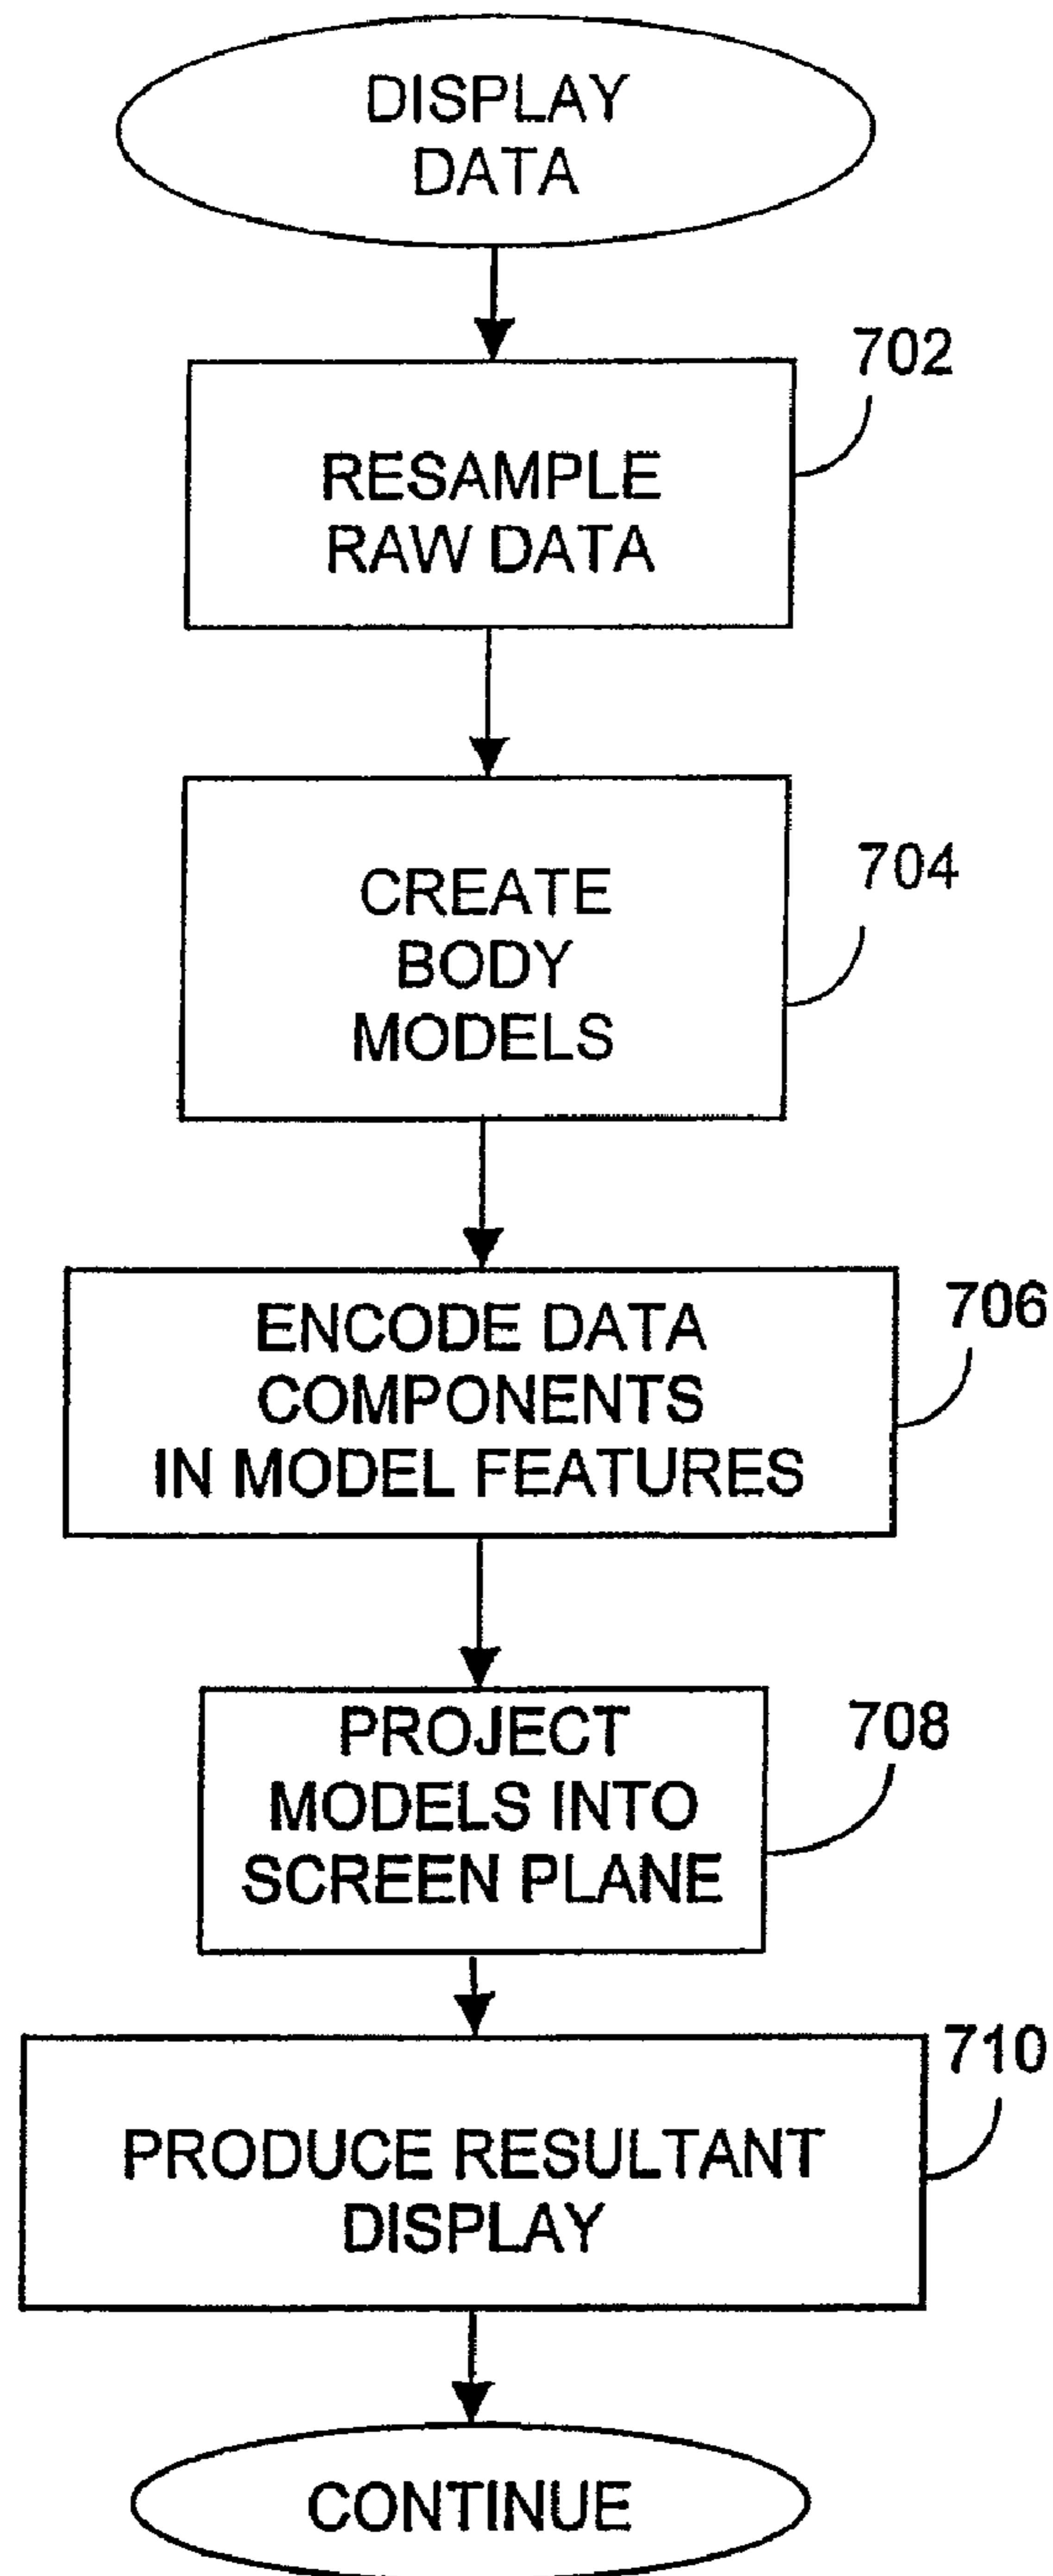 DISPLAY
DATA
702
RESAMPLE
RAW DATA
704
CREATE
BODY
MODELS
706
ENCODE DATA
COMPONENTS
IN MODEL FEATURES
708
PROJECT
MODELS INTO
SCREEN PLANE
710
PRODUCE RESULTANT
DISPLAY
CONTINUE